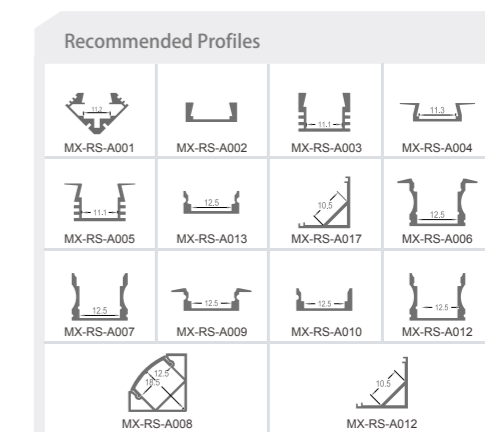 Recommended Profiles
11.2
11.1
11.3
MX-RS-A001 MX-RS-A002 MX-RS-A003 MX-RS-A004
11.1
12.5
10.5
12.5
MX-RS-A005 MX-RS-A013 MX-RS-A017 MX-RS-A006
12.5
12.5
12.5
12.5
MX-RS-A007 MX-RS-A009 MX-RS-A010 MX-RS-A012
12.5
18.5
10.5
MX-RS-A008 MX-RS-A012